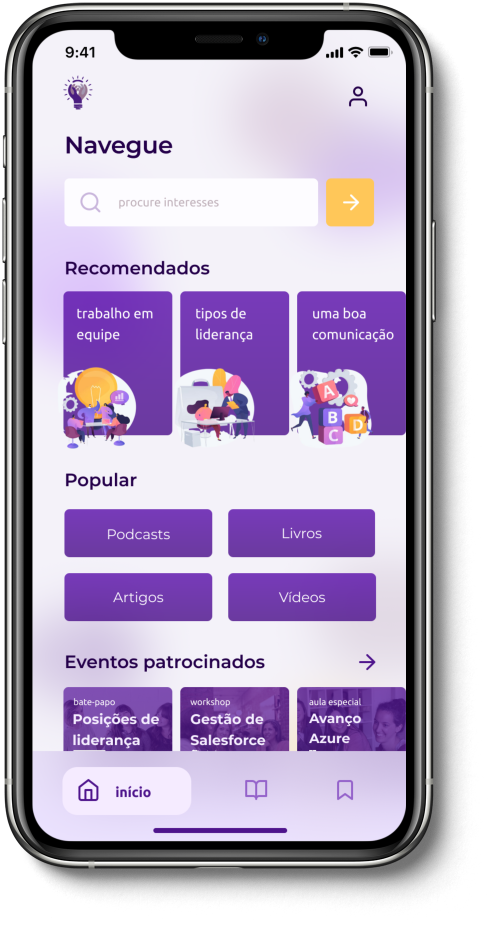 9:41
Navegue
procure interesses
Recomendados
trabalho em
equipe
tipos de
liderança
uma boa
comunicação
A
B
C
D
Popular
Podcasts
Livros
Artigos
Vídeos
Eventos patrocinados
bate-papo
Posições de
liderança
workshop
Gestão de
Salesforce
aula especial
Avanço
Azure
início